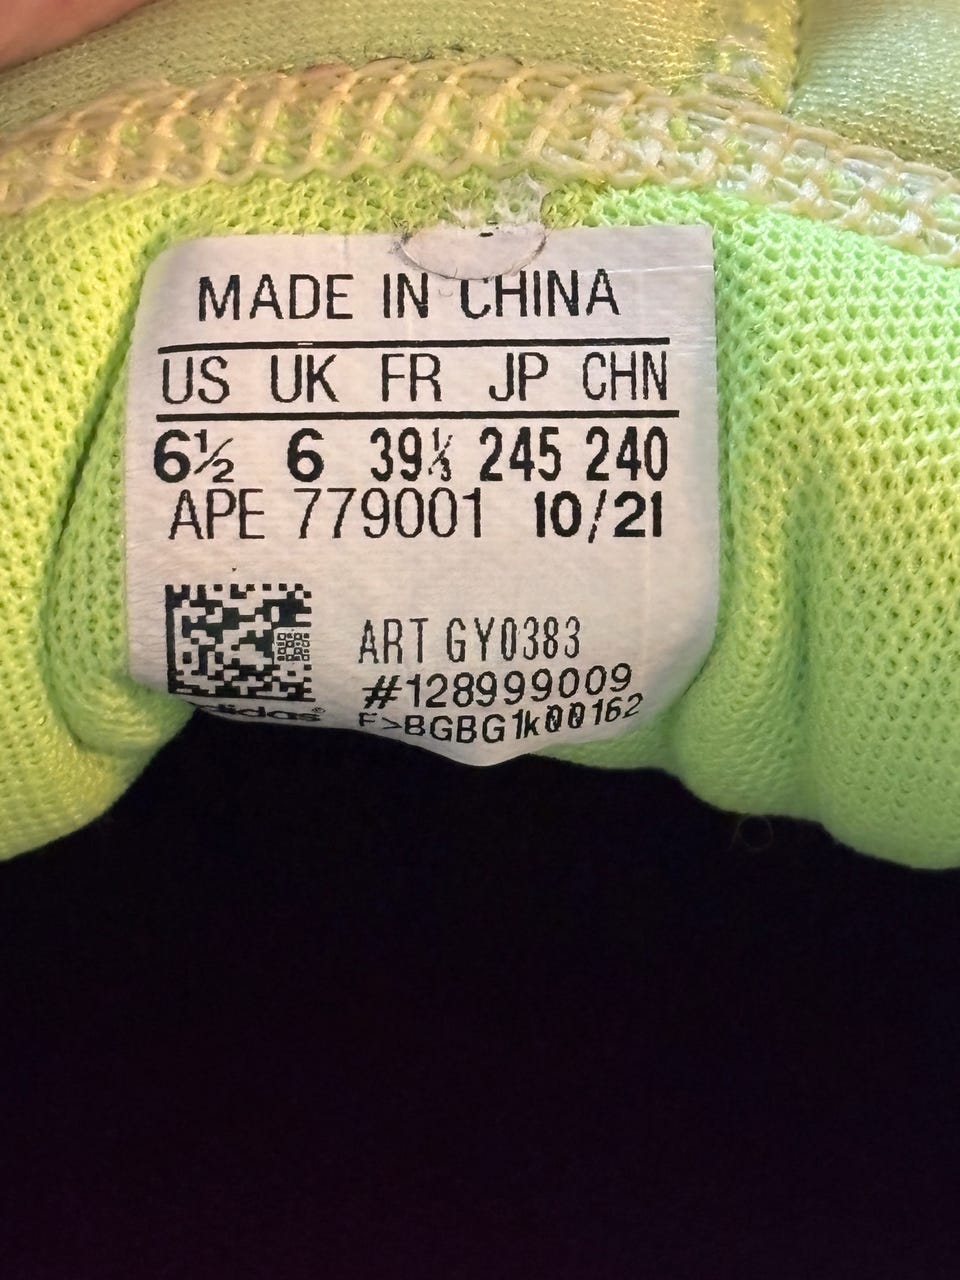 MADE IN CHINA
US UK FR JP CHN
6½ 6 39⅓ 245 240
APE 779001 10/21
ART GY0383
#128999009
adidas®
F>BGBG1k00162